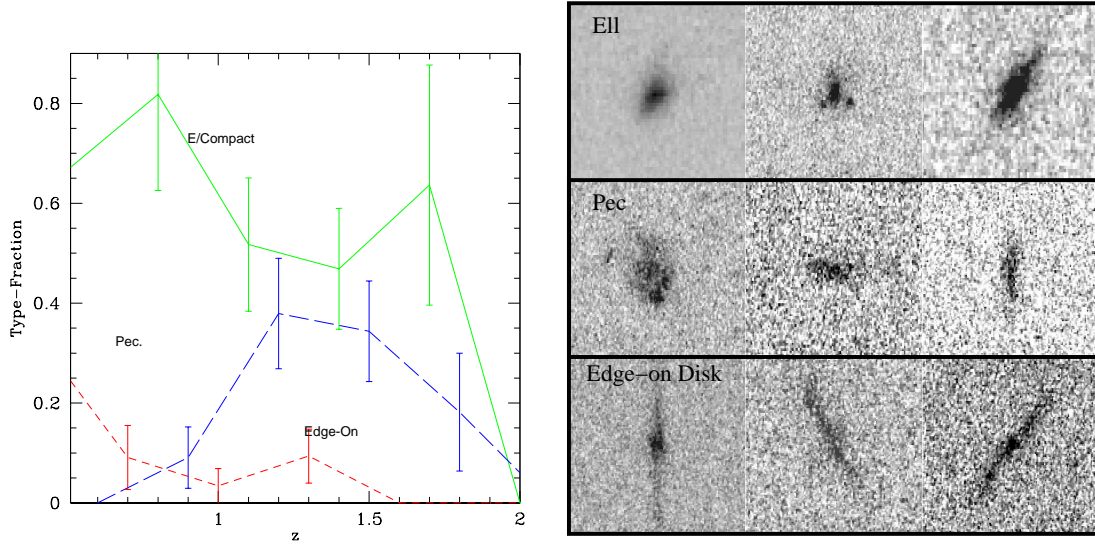 Type-Fraction
0.8
0.6
0.4
0.2
0
1
1.5
2
z
E/Compact
Pec.
Edge-On
Ell
Pec
Edge-on Disk